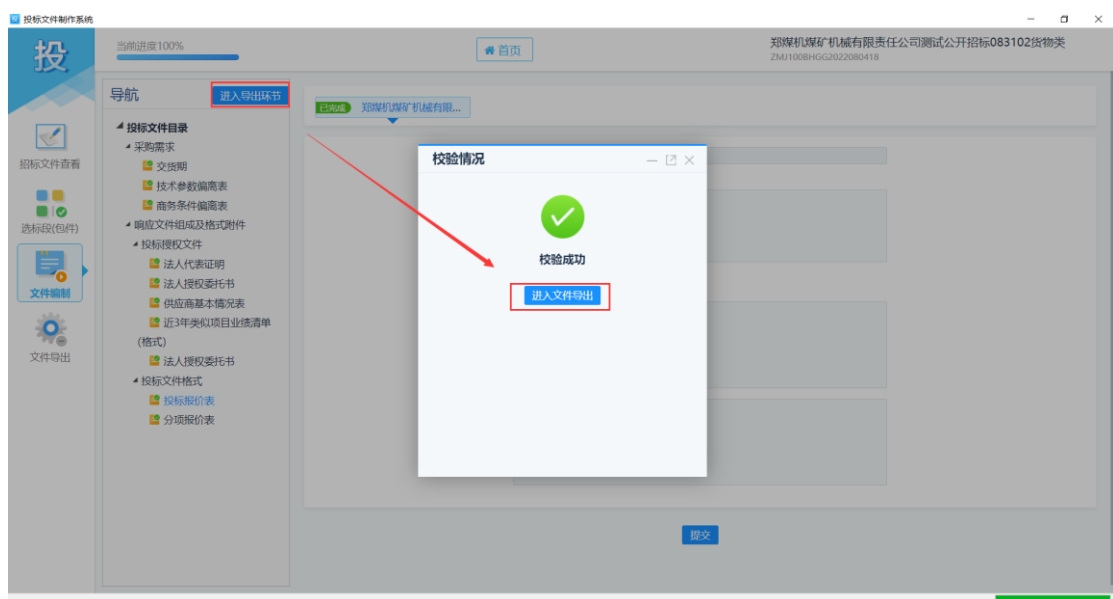 投标文件制作系统
投
当前进度100%
首页
郑煤机煤矿机械有限责任公司测试公开招标083102货物类
ZMJ1008HGG2022080418
招标文件查看
选标段(包件)
文件编制
文件导出
导航
进入导出环节
投标文件目录
采购需求
交货期
技术参数偏离表
商务条件偏离表
响应文件组成及格式附件
投标授权文件
法人代表证明
法人授权委托书
供应商基本情况表
近3年类似项目业绩清单
(格式)
法人授权委托书
投标文件格式
投标报价表
分项报价表
已完成
郑煤机煤矿机械有限...
校验情况
校验成功
进入文件导出
提交